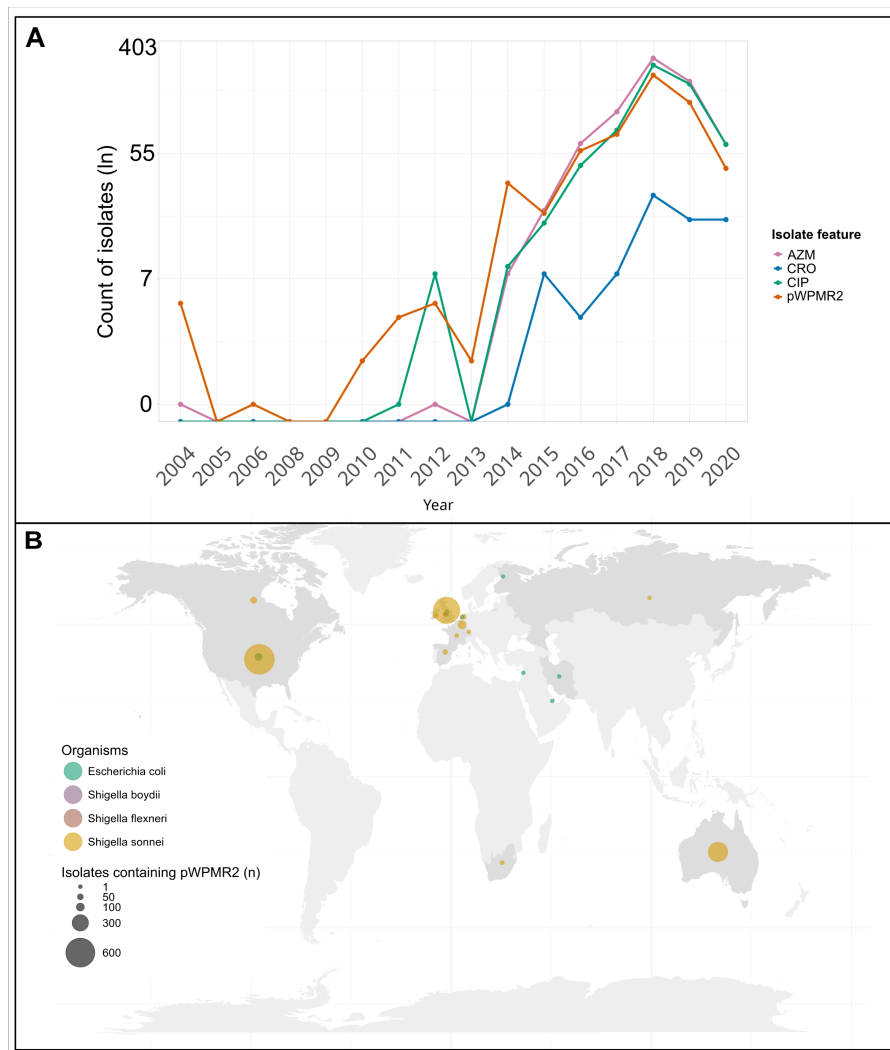 A
403
55
7
0
Count of isolates (ln)
2004 2005 2006 2008 2009 2010 2011 2012 2013 2014 2015 2016 2017 2018 2019 2020
Year
Isolate feature
AZM
CRO
CIP
pWPMR2
B
Organisms
Escherichia coli
Shigella boydii
Shigella flexneri
Shigella sonnei
Isolates containing pWPMR2 (n)
1
50
100
300
600